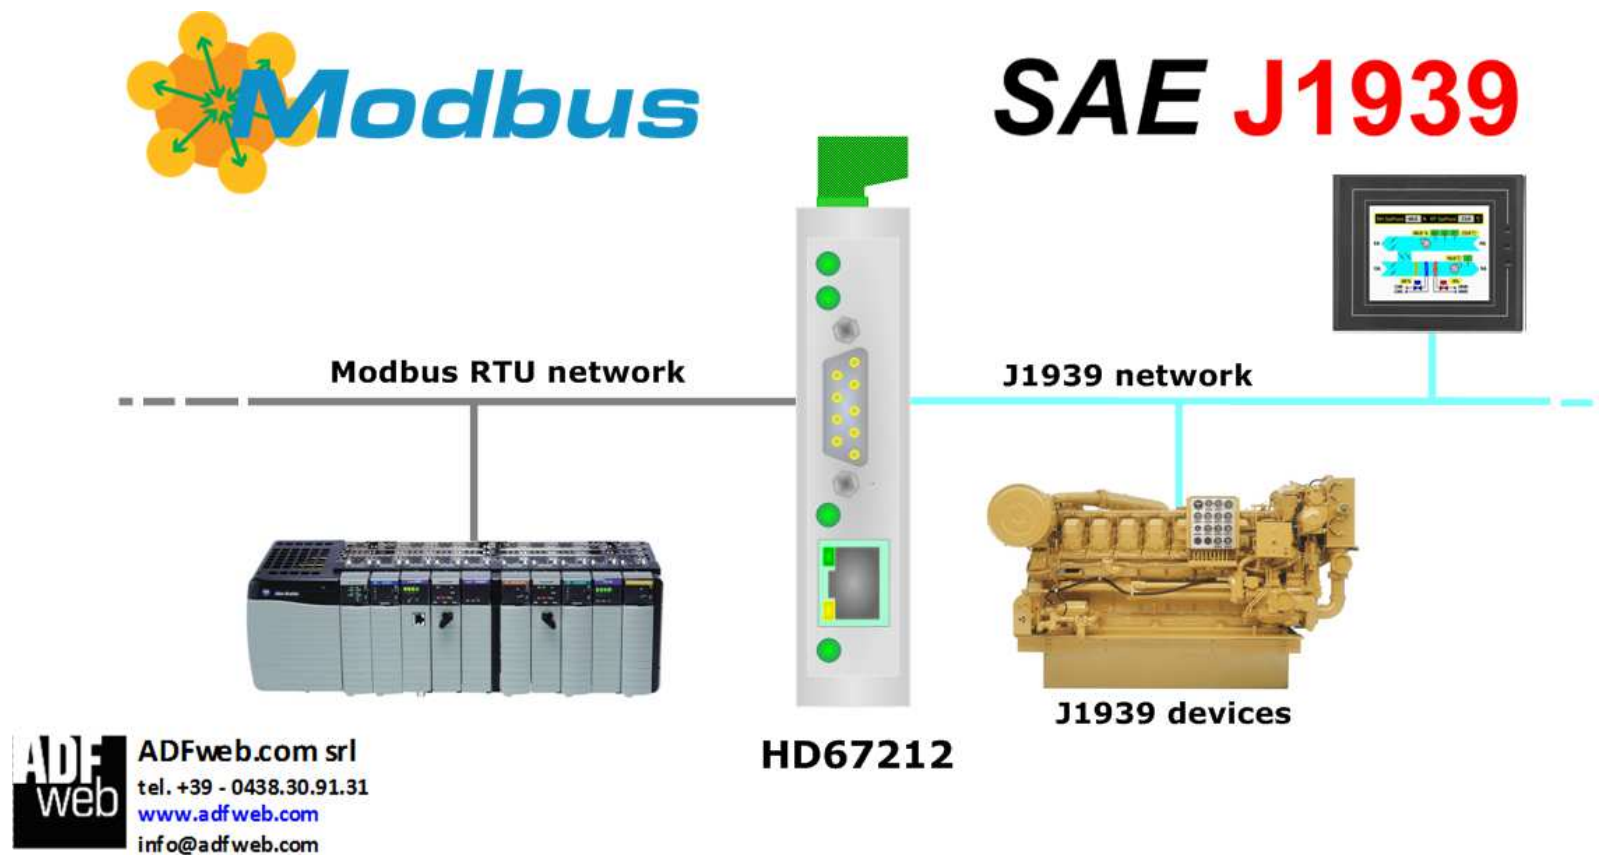 Modbus
SAE J1939
Modbus RTU network
J1939 network
J1939 devices
HD67212
ADF
web
ADFweb.com srl
tel. +39 - 0438.30.91.31
www.adfweb.com
info@adfweb.com